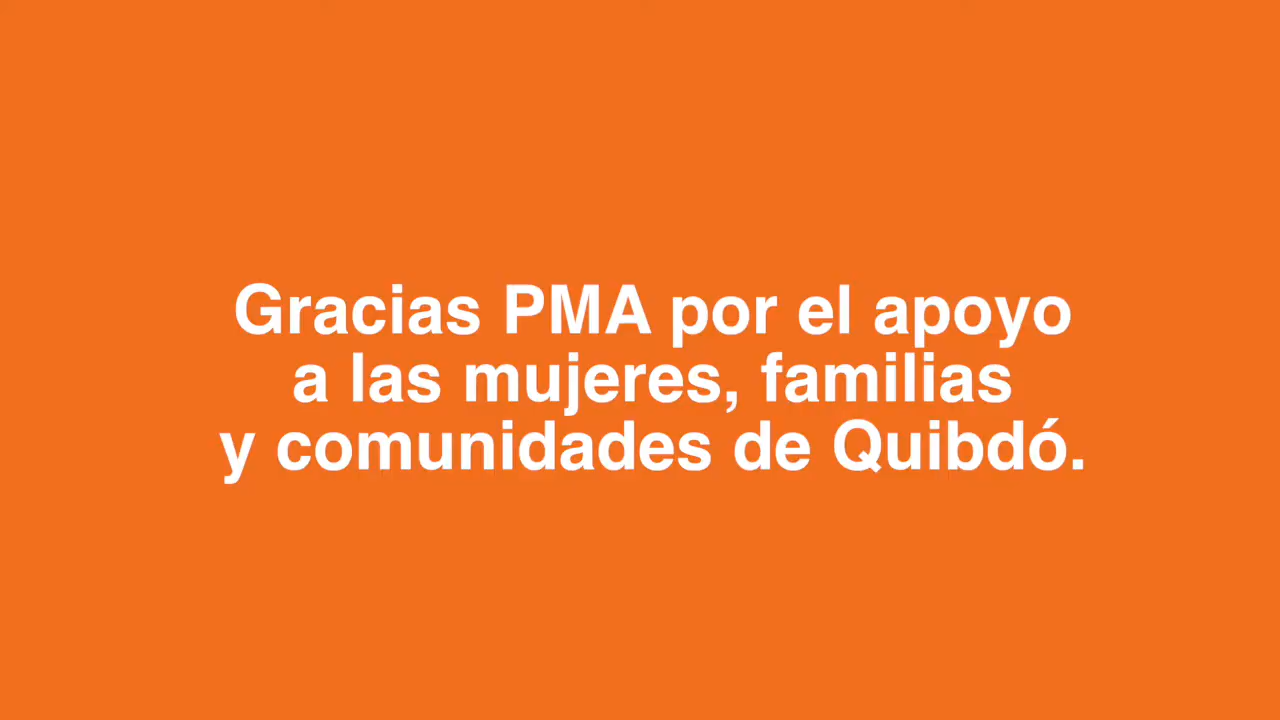 Gracias PMA por el apoyo
a las mujeres, familias
y comunidades de Quibdó.